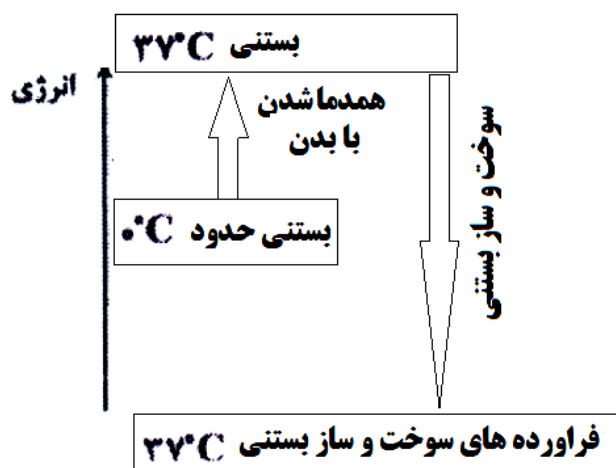 بستنی ۳۷°C
انرژی
همدما شدن
با بدن
سوخت و ساز بستنی
بستنی حدود ۰°C
فراورده های سوخت و ساز بستنی ۳۷°C